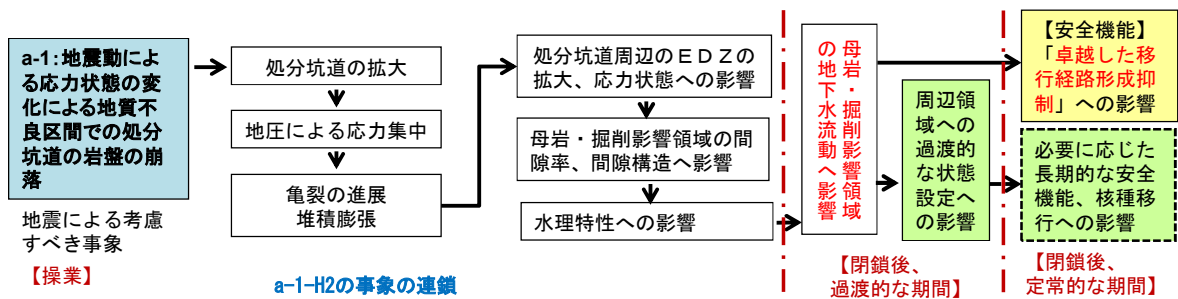 a-1:地震動によ
る応力状態の変
化による地質不
良区間での処分
坑道の岩盤の崩
落
地震による考慮
すべき事象
【操業】
処分坑道の拡大
地圧による応力集中
亀裂の進展
堆積膨張
a-1-H2の事象の連鎖
処分坑道周辺のEDZの
拡大、応力状態への影響
母岩・掘削影響領域の間
隙率、間隙構造へ影響
水理特性への影響
母岩・掘削影響領域
の地下水流動へ影響
周辺領
域への
過渡的
な状態
設定へ
の影響
【閉鎖後、
過渡的な期間】
【安全機能】
「卓越した移
行経路形成抑
制」への影響
必要に応じた
長期的な安全
機能、核種移
行への影響
【閉鎖後、
定常的な期間】